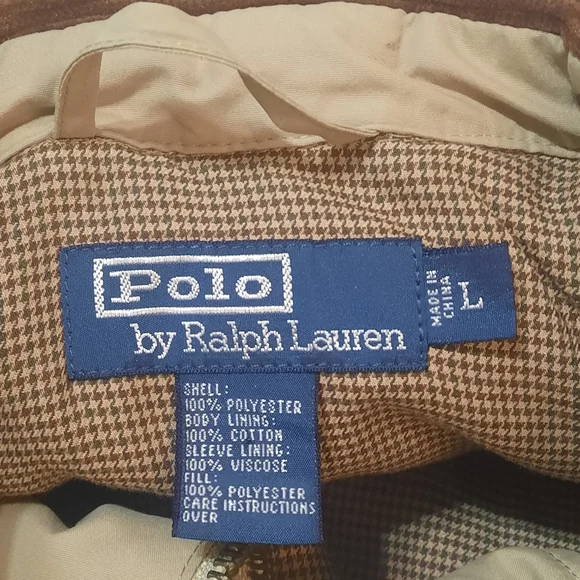 Polo
by Ralph Lauren
MADE IN
CHINA
L
SHELL:
100% POLYESTER
BODY LINING:
100% COTTON
SLEEVE LINING:
100% VISCOSE
FILL:
100% POLYESTER
CARE INSTRUCTIONS
OVER